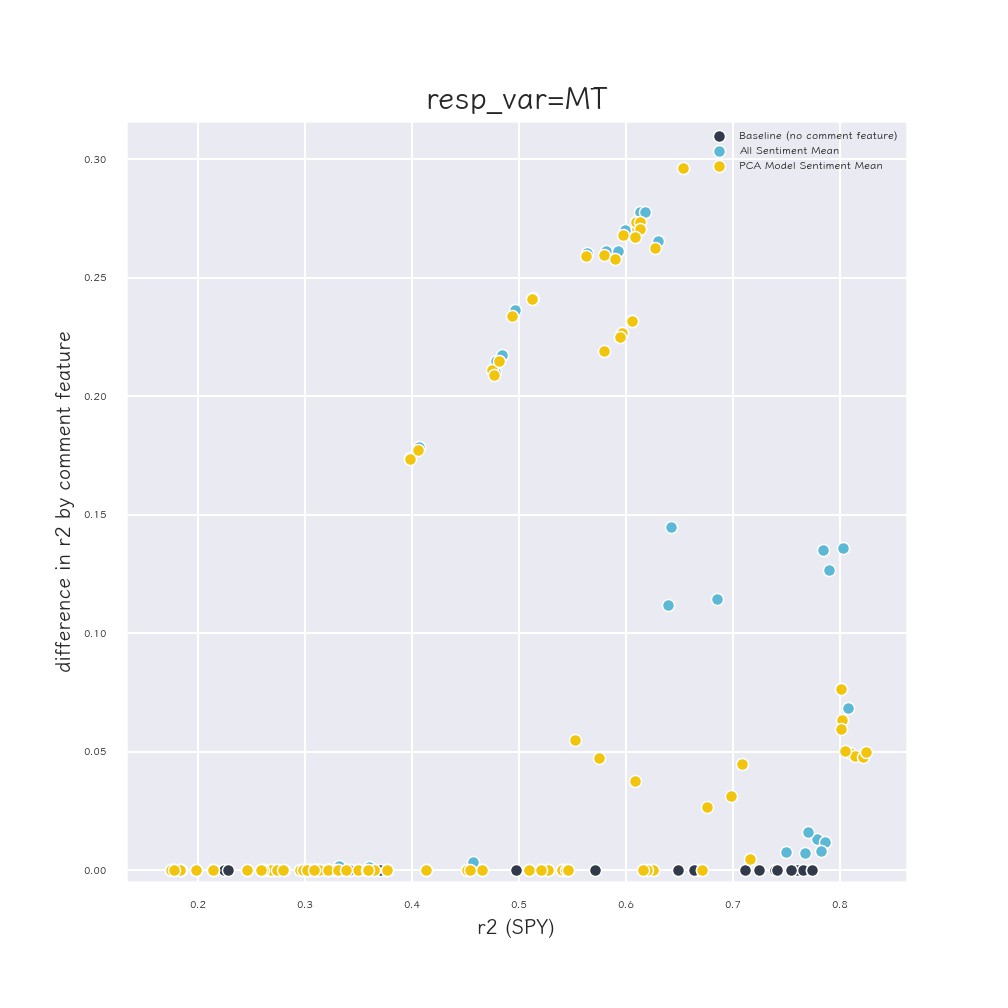 resp_var=MT
Baseline (no comment feature)
All Sentiment Mean
PCA Model Sentiment Mean
difference in r2 by comment feature
0.30
0.25
0.20
0.15
0.10
0.05
0.00
0.2 0.3 0.4 0.5 0.6 0.7 0.8
r2 (SPY)